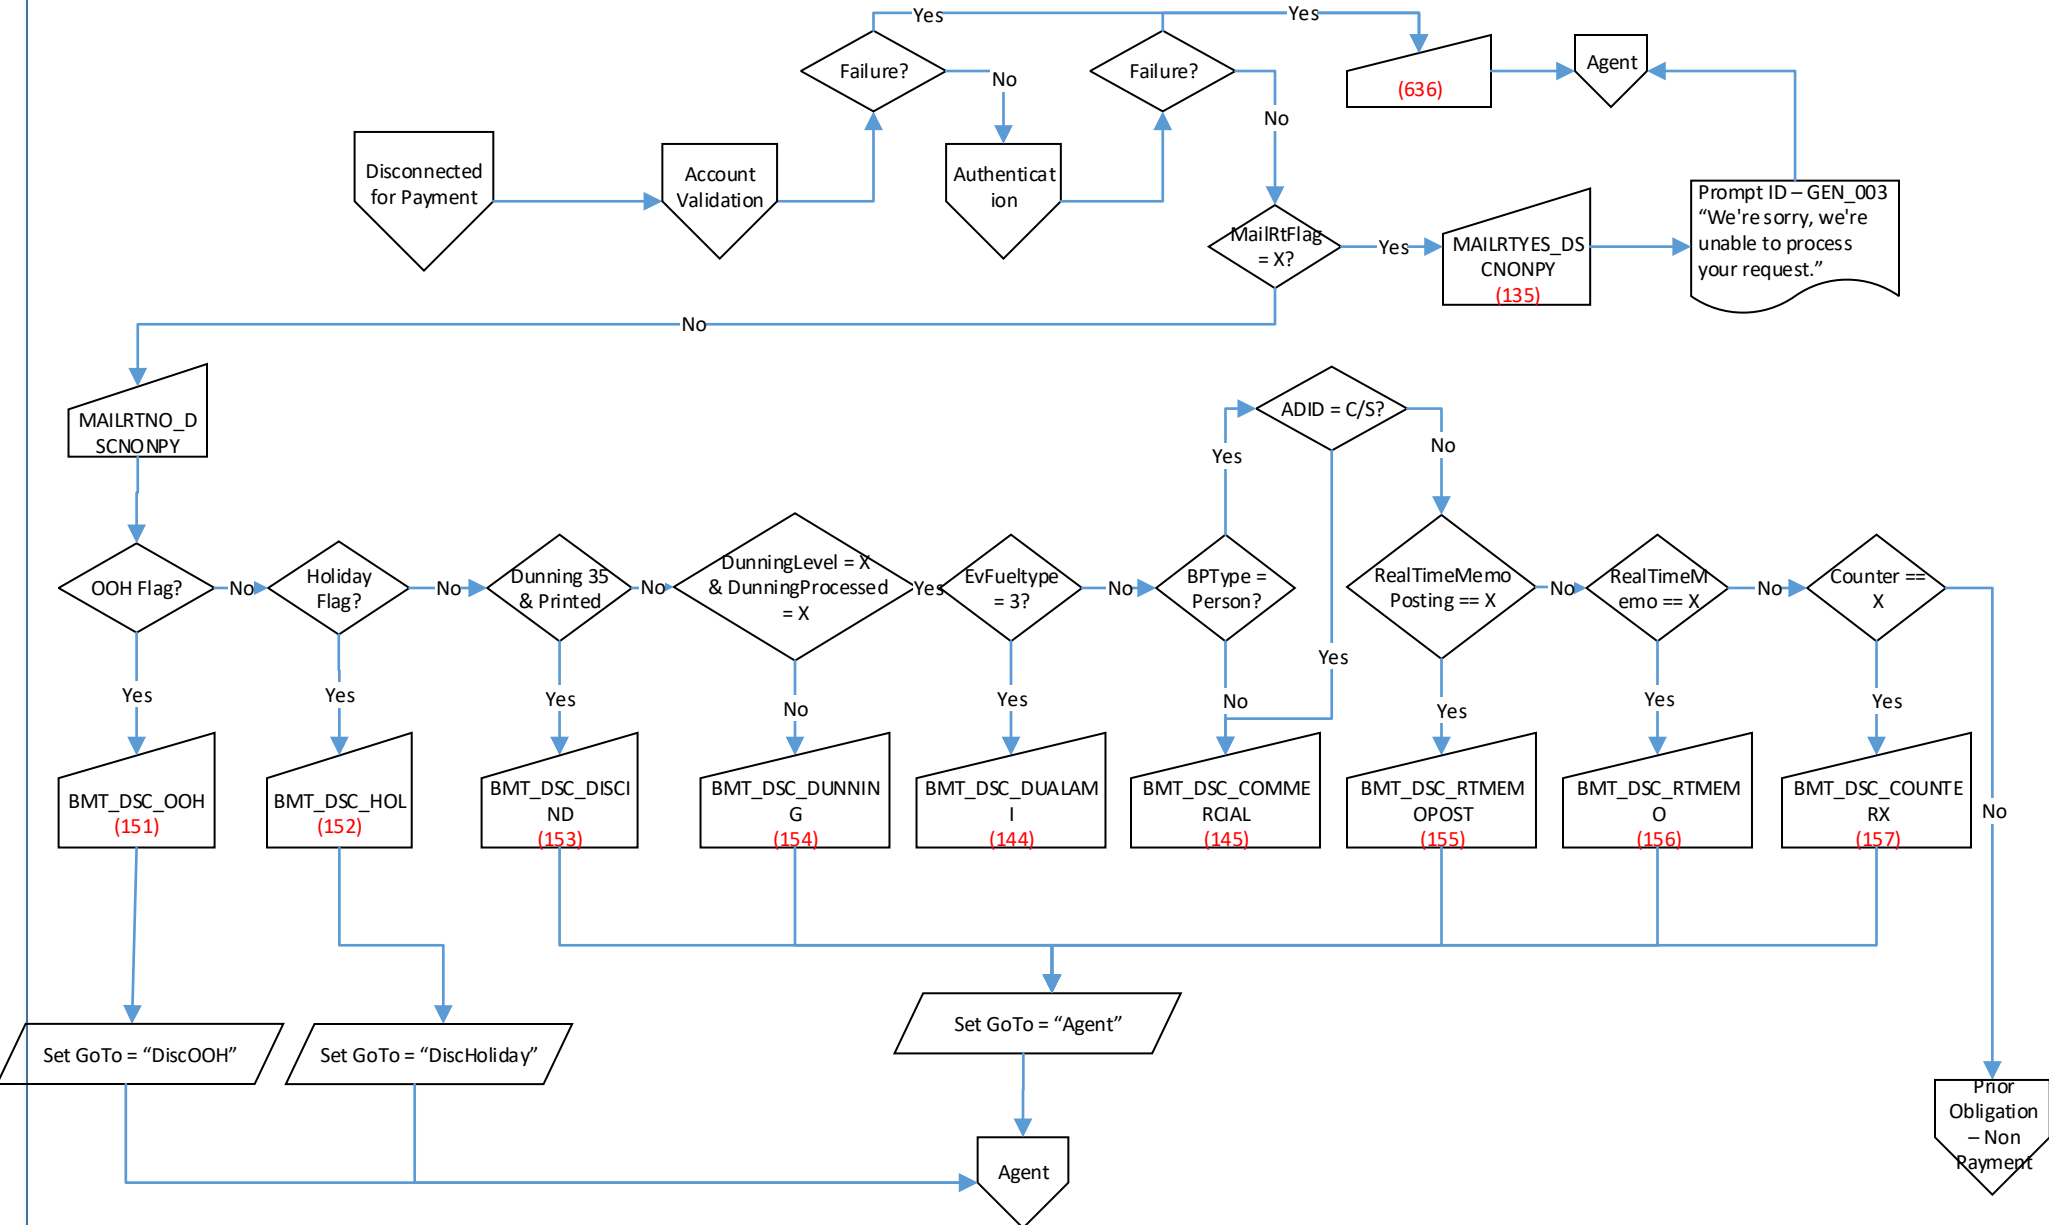 Yes
Yes
Failure?
No
Failure?
No
(636)
Agent
Disconnected
for Payment
Account
Validation
Authenticat
ion
MailRtFlag
= X?
Yes
MAILRTYES_DS
CNONPY
(135)
Prompt ID – GEN_003
“We're sorry, we're
unable to process
your request.”
No
MAILRTNO_D
SCNONPY
ADID = C/S?
Yes
No
OOH Flag?
No
Holiday
Flag?
No
Dunning 35
& Printed
No
DunningLevel = X
& DunningProcessed
= X
Yes
EvFueltype
= 3?
No
BPType =
Person?
RealTimeMemo
Posting == X
No
RealTimeM
emo == X
No
Counter ==
X
Yes
Yes
Yes
Yes
No
Yes
No
Yes
Yes
Yes
No
BMT_DSC_OOH
(151)
BMT_DSC_HOL
(152)
BMT_DSC_DISCI
ND
(153)
BMT_DSC_DUNNIN
G
(154)
BMT_DSC_DUALAM
I
(144)
BMT_DSC_COMME
RCIAL
(145)
BMT_DSC_RTMEM
OPOST
(155)
BMT_DSC_RTMEM
O
(156)
BMT_DSC_COUNTE
RX
(157)
Set GoTo = “DiscOOH”
Set GoTo = “DiscHoliday”
Set GoTo = “Agent”
Agent
Prior
Obligation
– Non
Payment